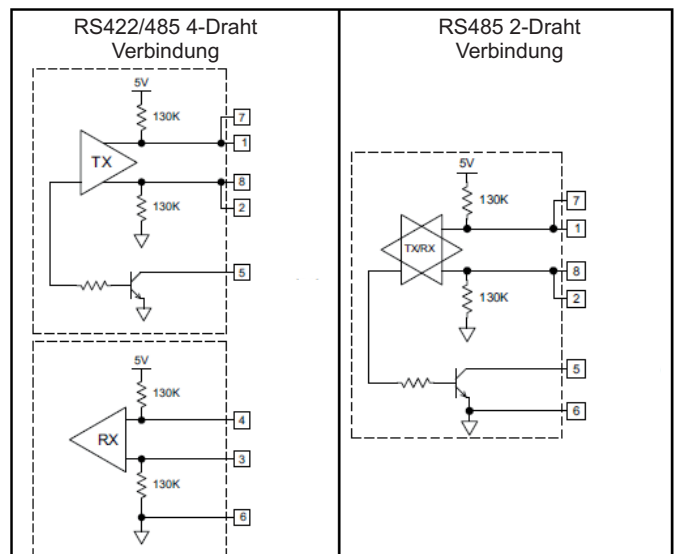 RS422/485 4-Draht
Verbindung
5V
130K
7
1
TX
8
130K
2
5
5V
130K
4
RX
3
130K
6
RS485 2-Draht
Verbindung
5V
130K
7
1
TX/RX
8
130K
2
5
6